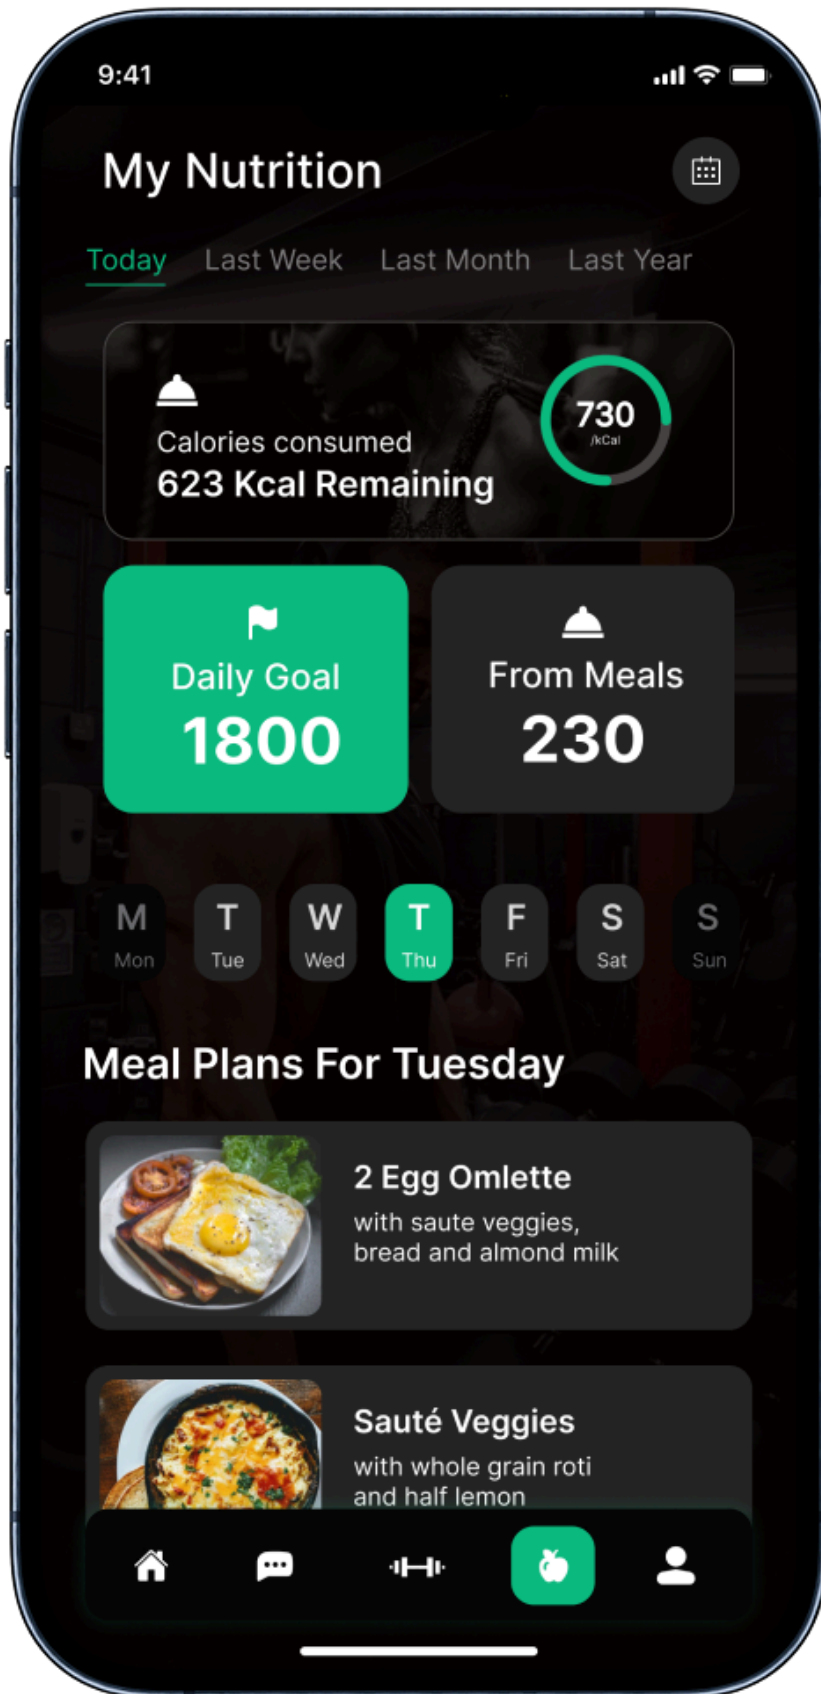 9:41
My Nutrition
Today Last Week Last Month Last Year
Calories consumed
623 Kcal Remaining
730
/kCal
Daily Goal
1800
From Meals
230
M T W T F S S
Mon Tue Wed Thu Fri Sat Sun
Meal Plans For Tuesday
2 Egg Omlette
with saute veggies,
bread and almond milk
Sauté Veggies
with whole grain roti
and half lemon